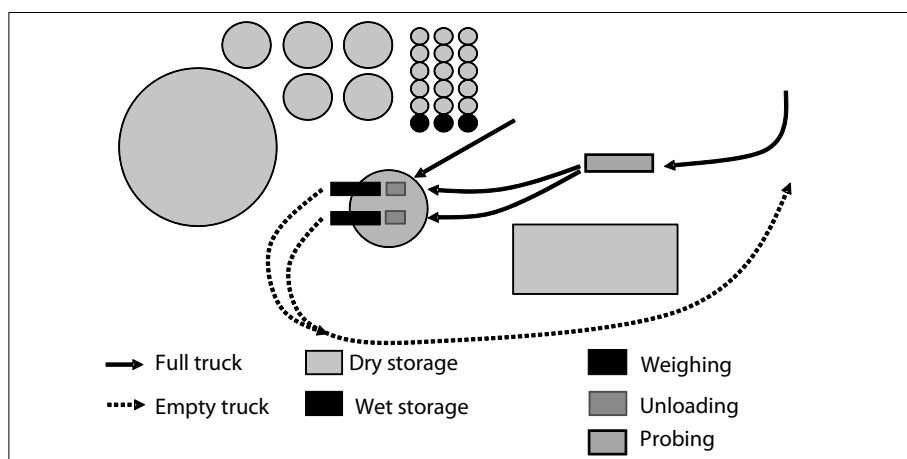 Full truck
Dry storage
Weighing
Empty truck
Wet storage
Unloading
Probing